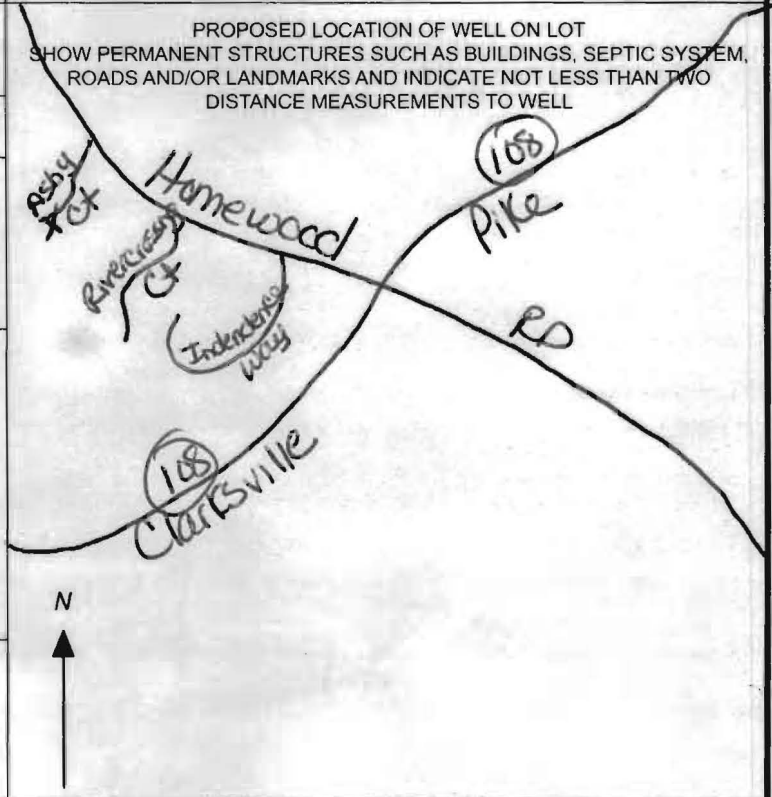 PROPOSED LOCATION OF WELL ON LOT
SHOW PERMANENT STRUCTURES SUCH AS BUILDINGS, SEPTIC SYSTEM,
ROADS AND/OR LANDMARKS AND INDICATE NOT LESS THAN TWO
DISTANCE MEASUREMENTS TO WELL
108
Pike
Ashy
X Ct
Homewood
Ct
Way
RD
108
Clarksville
N